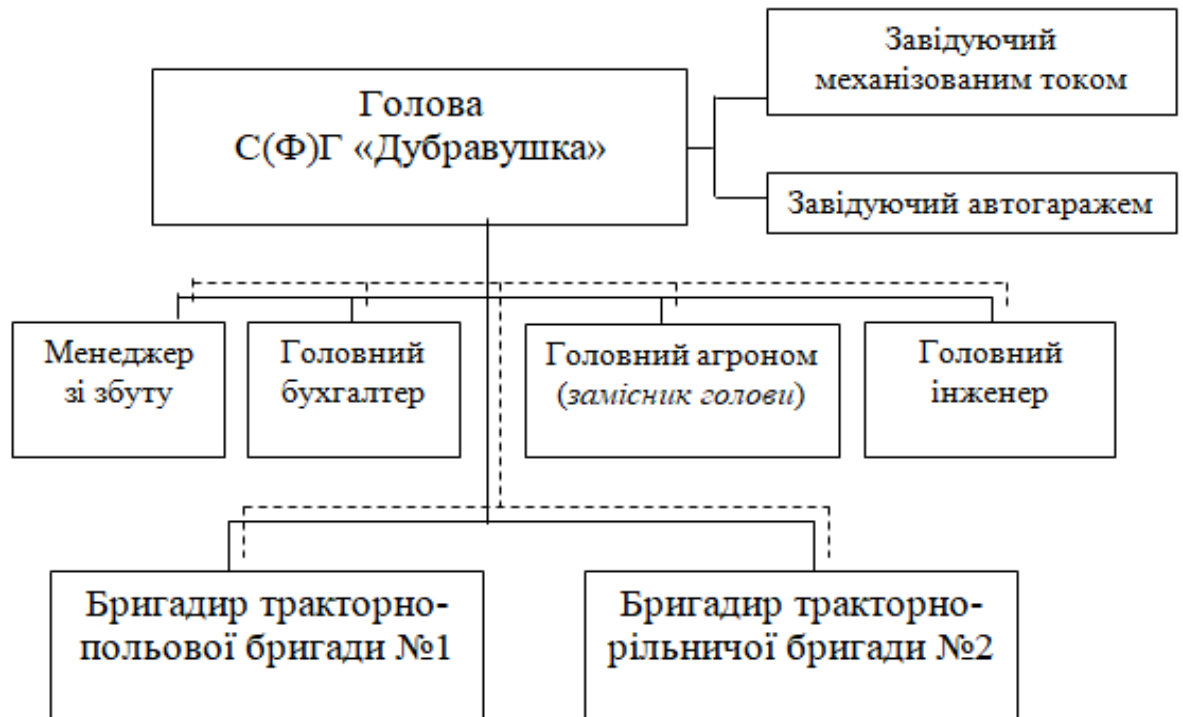 Завідуючий
механізованим током
Голова
С(Ф)Г «Дубравушка»
Завідуючий автогаражем
Менеджер
зі збуту
Головний
бухгалтер
Головний агроном
(замісник голови)
Головний
інженер
Бригадир тракторно-
польової бригади №1
Бригадир тракторно-
рільничої бригади №2